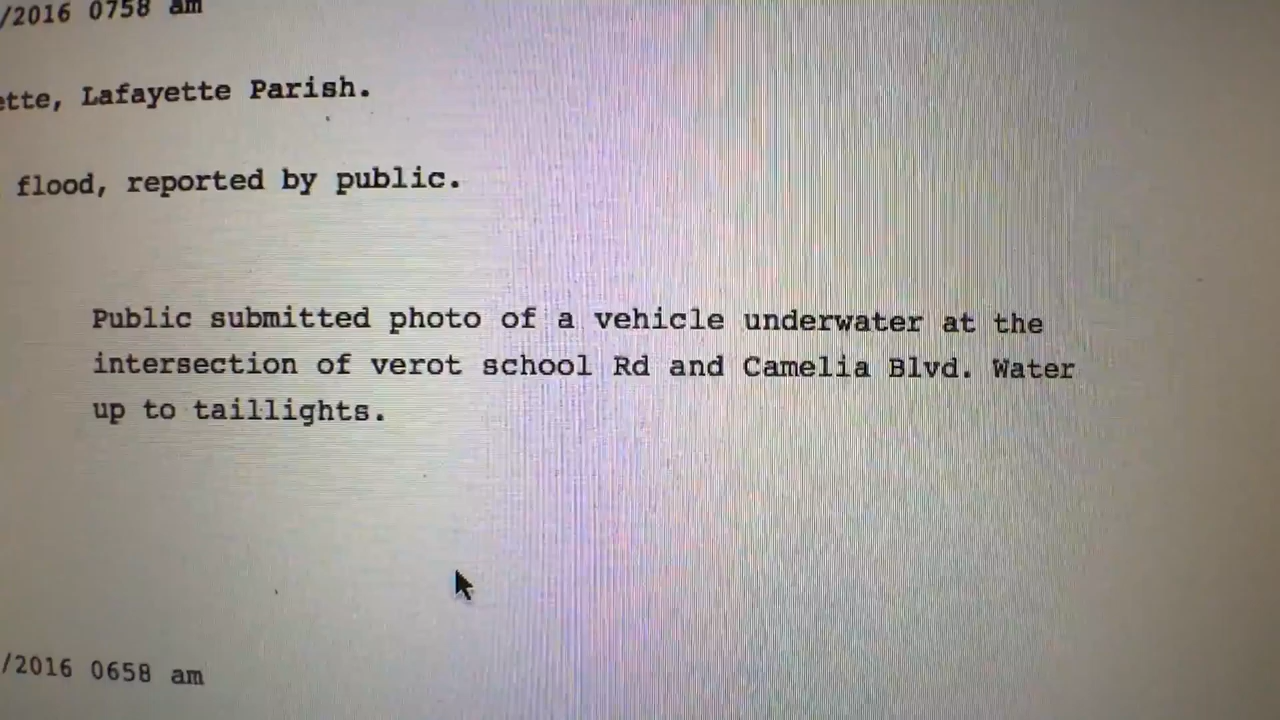 /2016 0758 am
ette, Lafayette Parish.
flood, reported by public.
Public submitted photo of a vehicle underwater at the
intersection of verot school Rd and Camelia Blvd. Water
up to taillights.
/2016 0658 am